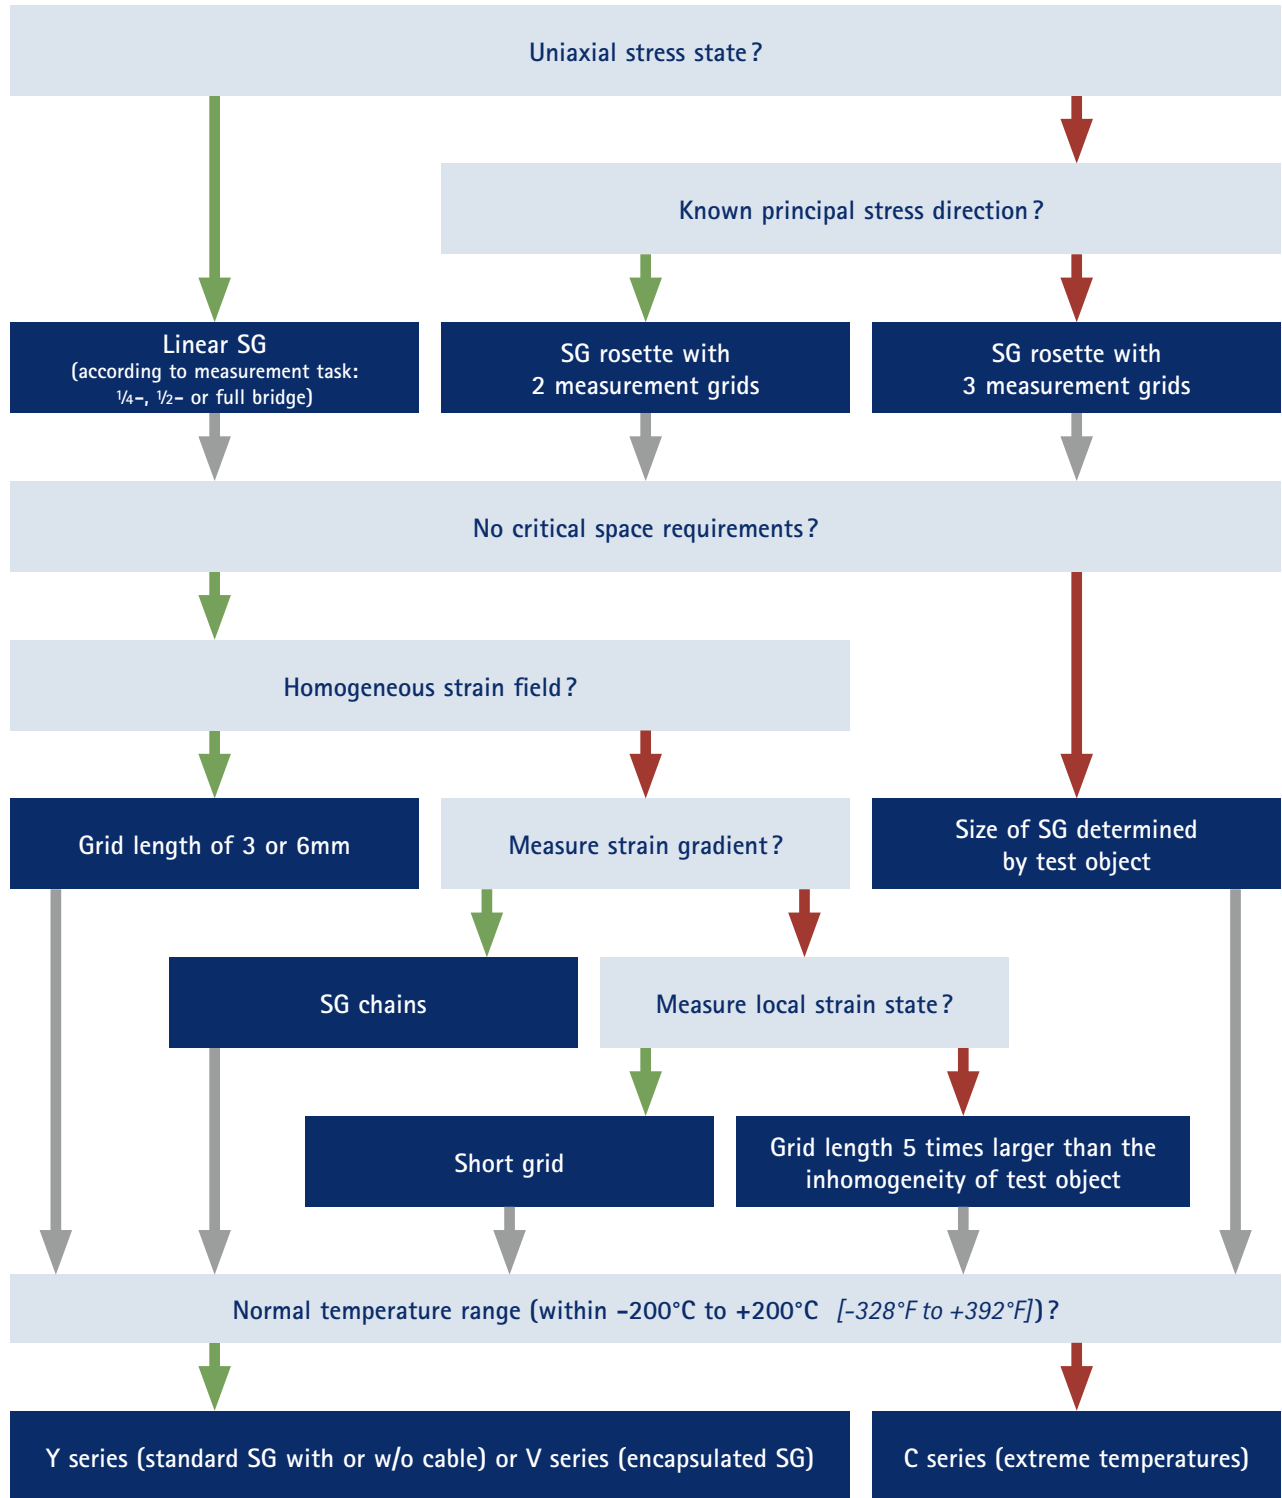 Uniaxial stress state?
Known principal stress direction?
Linear SG
(according to measurement task:
¼-, ½- or full bridge)
SG rosette with
2 measurement grids
SG rosette with
3 measurement grids
No critical space requirements?
Homogeneous strain field?
Grid length of 3 or 6mm
Measure strain gradient?
Size of SG determined
by test object
SG chains
Measure local strain state?
Short grid
Grid length 5 times larger than the
inhomogeneity of test object
Normal temperature range (within -200°C to +200°C [-328°F to +392°F])?
Y series (standard SG with or w/o cable) or V series (encapsulated SG)
C series (extreme temperatures)